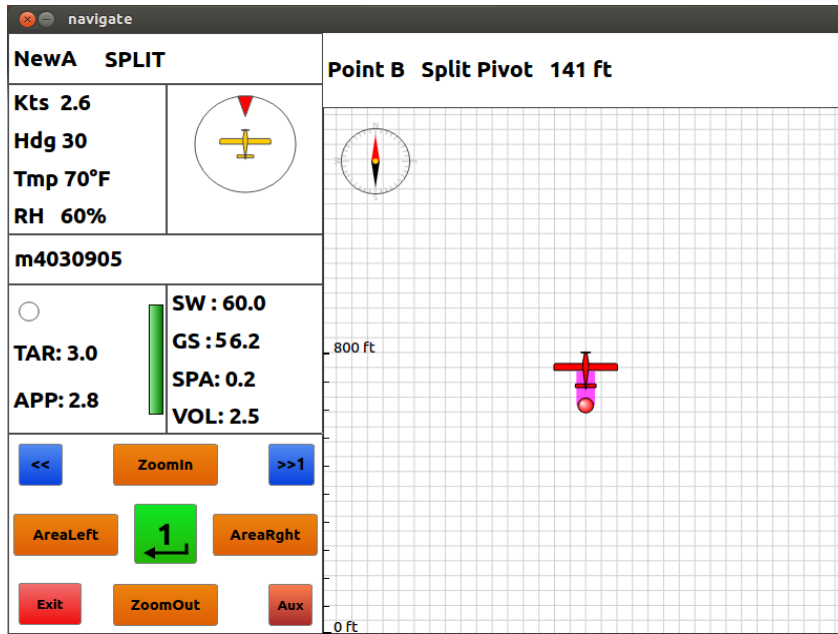 navigate
NewA SPLIT
Point B Split Pivot 141 ft
Kts 2.6
Hdg 30
Tmp 70°F
RH 60%
m4030905
TAR: 3.0
APP: 2.8
SW : 60.0
GS : 56.2
SPA: 0.2
VOL: 2.5
<<
ZoomIn
>>1
AreaLeft
1
AreaRght
Exit
ZoomOut
Aux
N
S
800 ft
0 ft